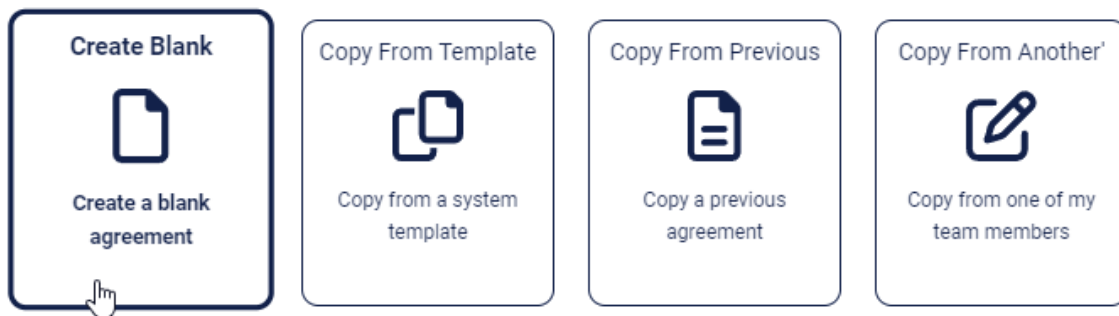 Create Blank
Create a blank
agreement
Copy From Template
Copy from a system
template
Copy From Previous
Copy a previous
agreement
Copy From Another'
Copy from one of my
team members